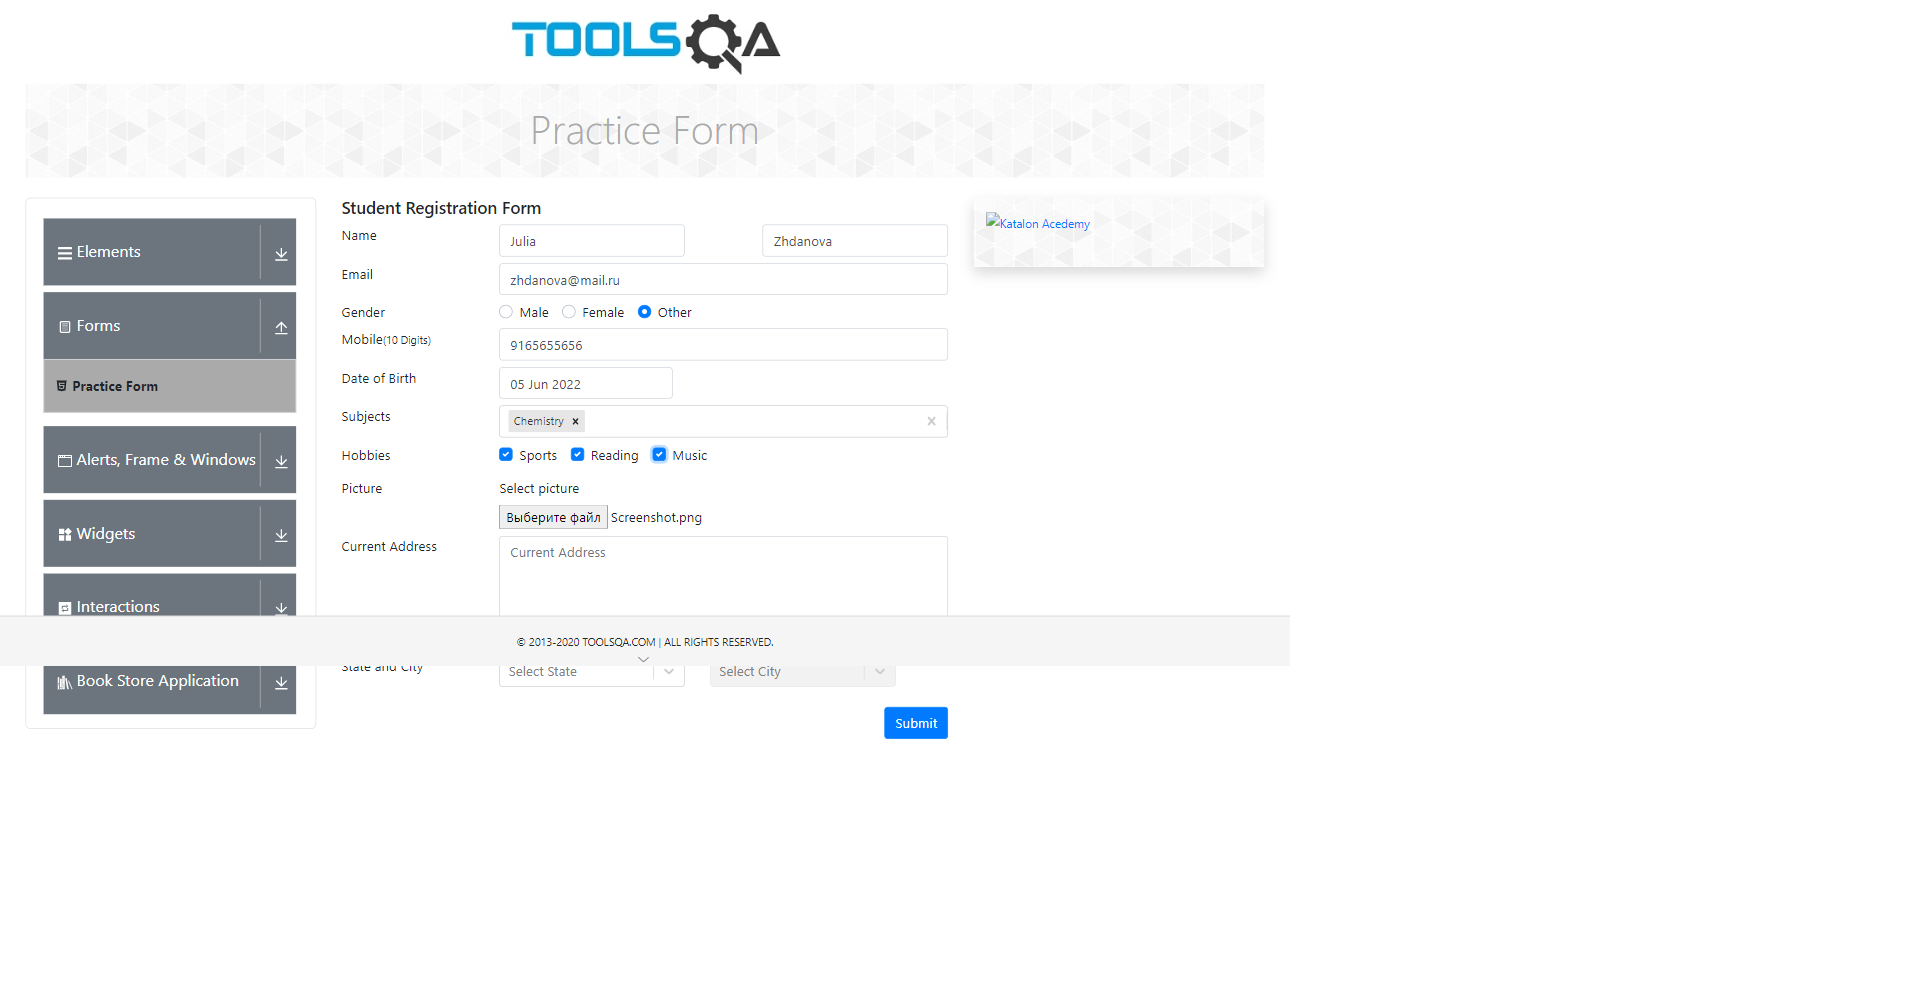 TOOLSQA
Practice Form
Elements
Forms
Practice Form
Alerts, Frame & Windows
Widgets
Interactions
Book Store Application
Student Registration Form
Name
Julia
Zhdanova
Email
zhdanova@mail.ru
Gender
Male Female Other
Mobile(10 Digits)
9165655656
Date of Birth
05 Jun 2022
Subjects
Chemistry
Hobbies
Sports Reading Music
Picture
Select picture
Выберите файл Screenshot.png
Current Address
Current Address
State and City
Select State
Select City
Submit
Katalon Acedemy
© 2013-2020 TOOLSQA.COM | ALL RIGHTS RESERVED.